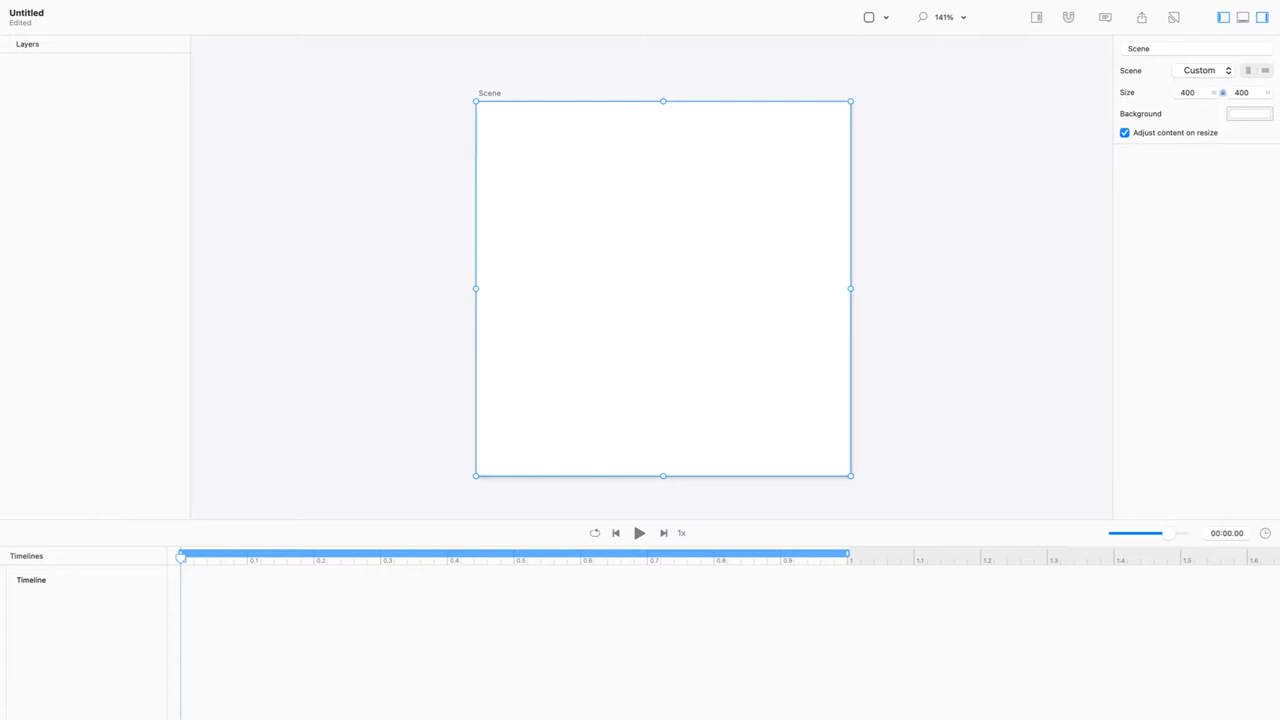 Untitled
Edited
141%
Layers
Scene
Scene
Scene Custom
Size 400 W 400 H
Background
Adjust content on resize
1x
00:00.00
Timelines
0 0.1 0.2 0.3 0.4 0.5 0.6 0.7 0.8 0.9 1 1.1 1.2 1.3 1.4 1.5 1.6
Timeline